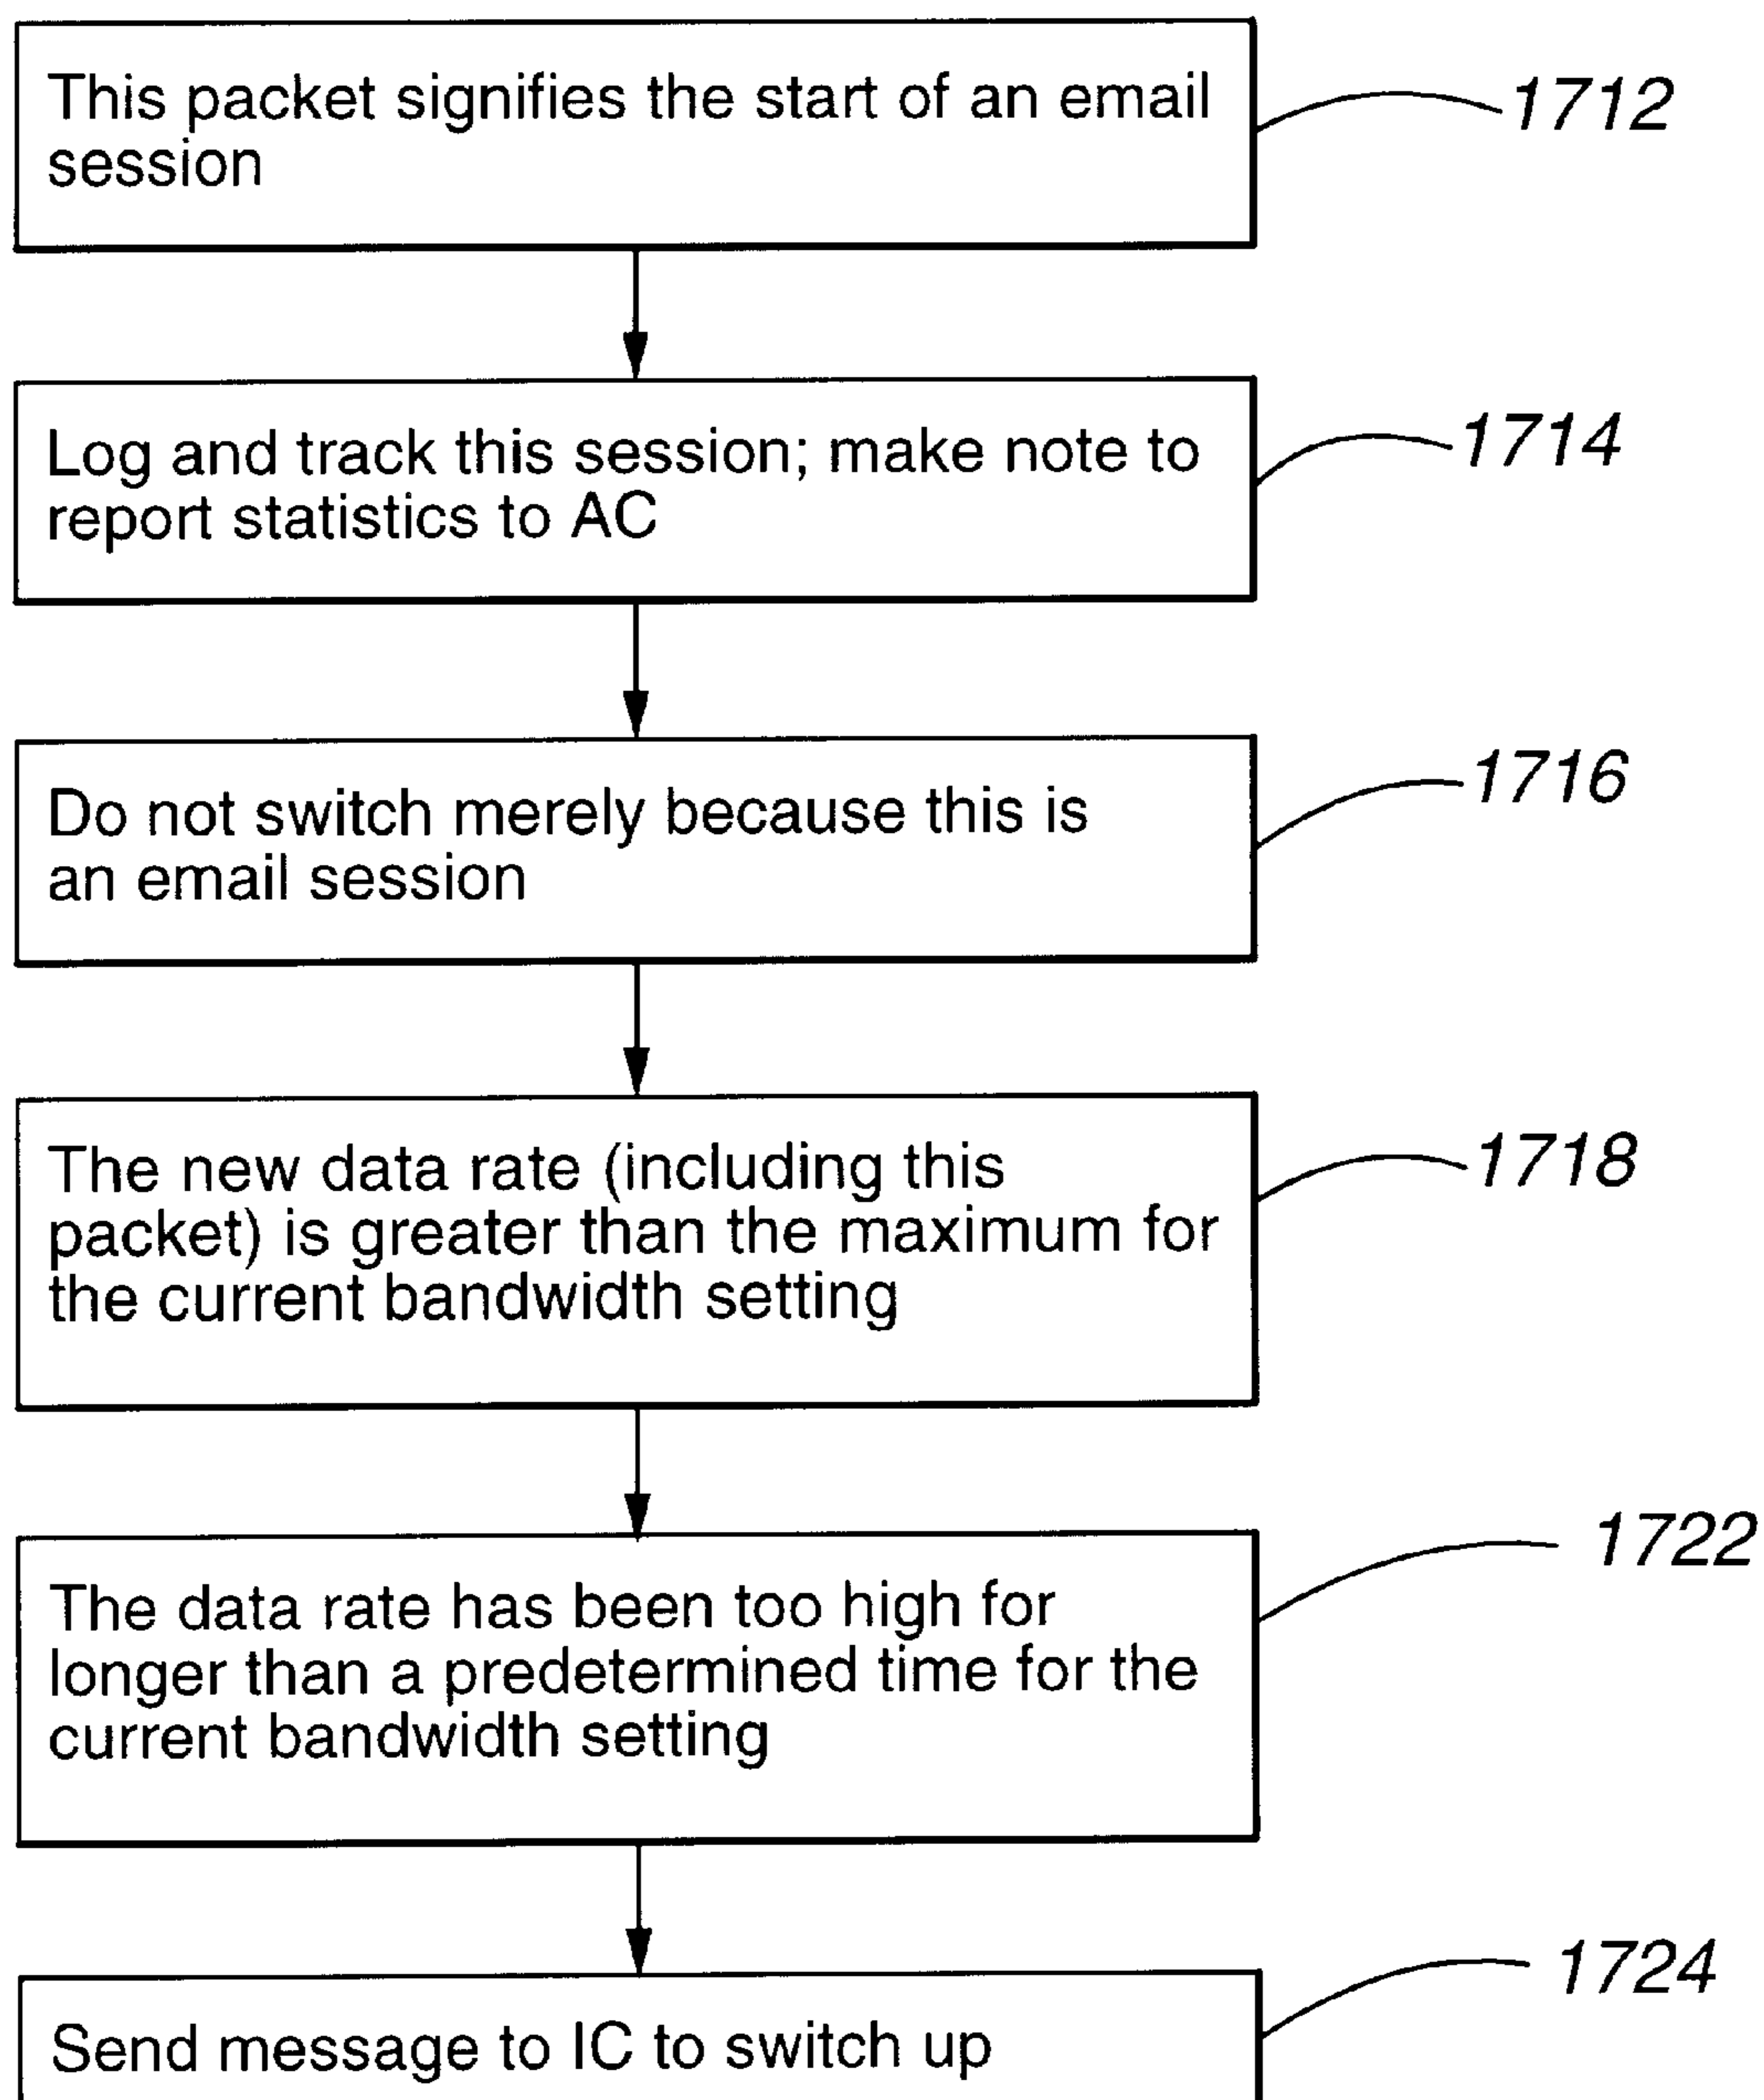 This packet signifies the start of an email
session
1712
Log and track this session; make note to
report statistics to AC
1714
Do not switch merely because this is
an email session
1716
The new data rate (including this
packet) is greater than the maximum for
the current bandwidth setting
1718
The data rate has been too high for
longer than a predetermined time for the
current bandwidth setting
1722
Send message to IC to switch up
1724